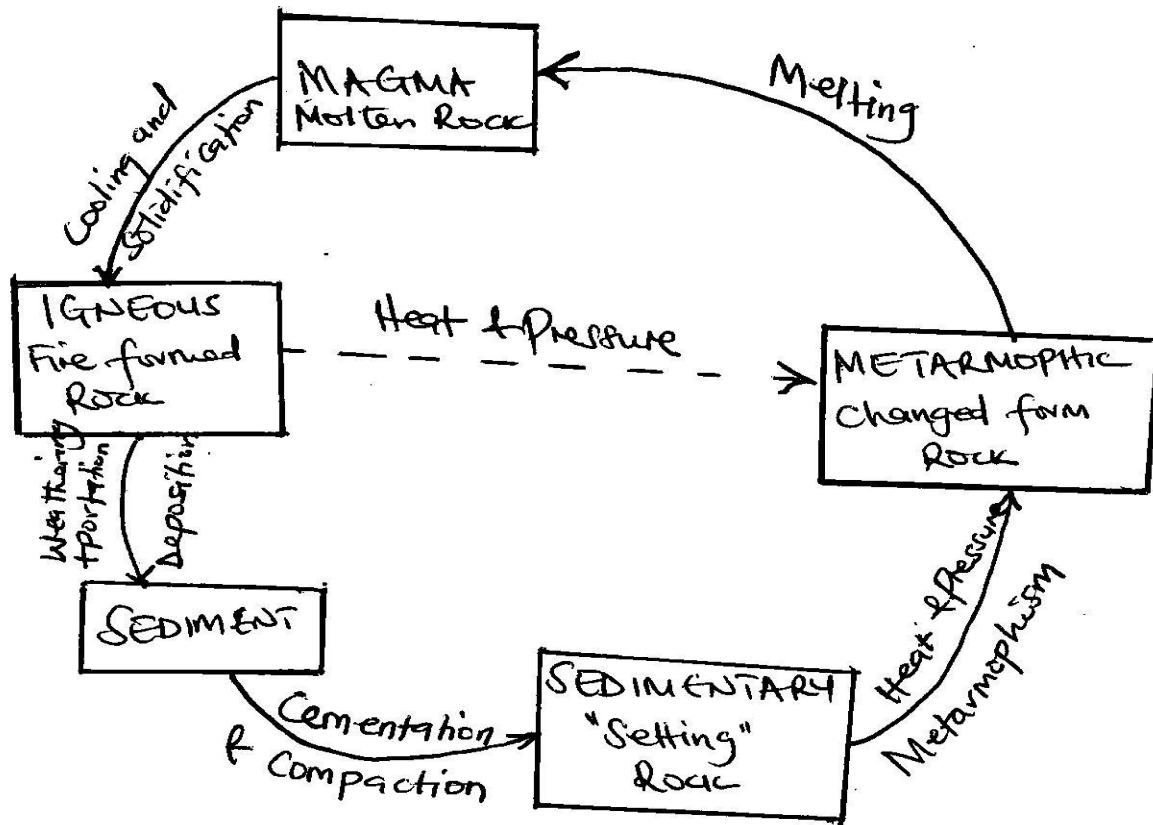 MAGMA
Molten Rock
Melting
Cooling and
Solidification
IGNEOUS
Fire formed
Rock
Heat & Pressure
METARMOPHIC
Changed form
Rock
Weathering
tportation
Deposition
SEDIMENT
Cementation
& Compaction
SEDIMENTARY
"Setting"
Rock
Heat & Pressure
Metarmophism